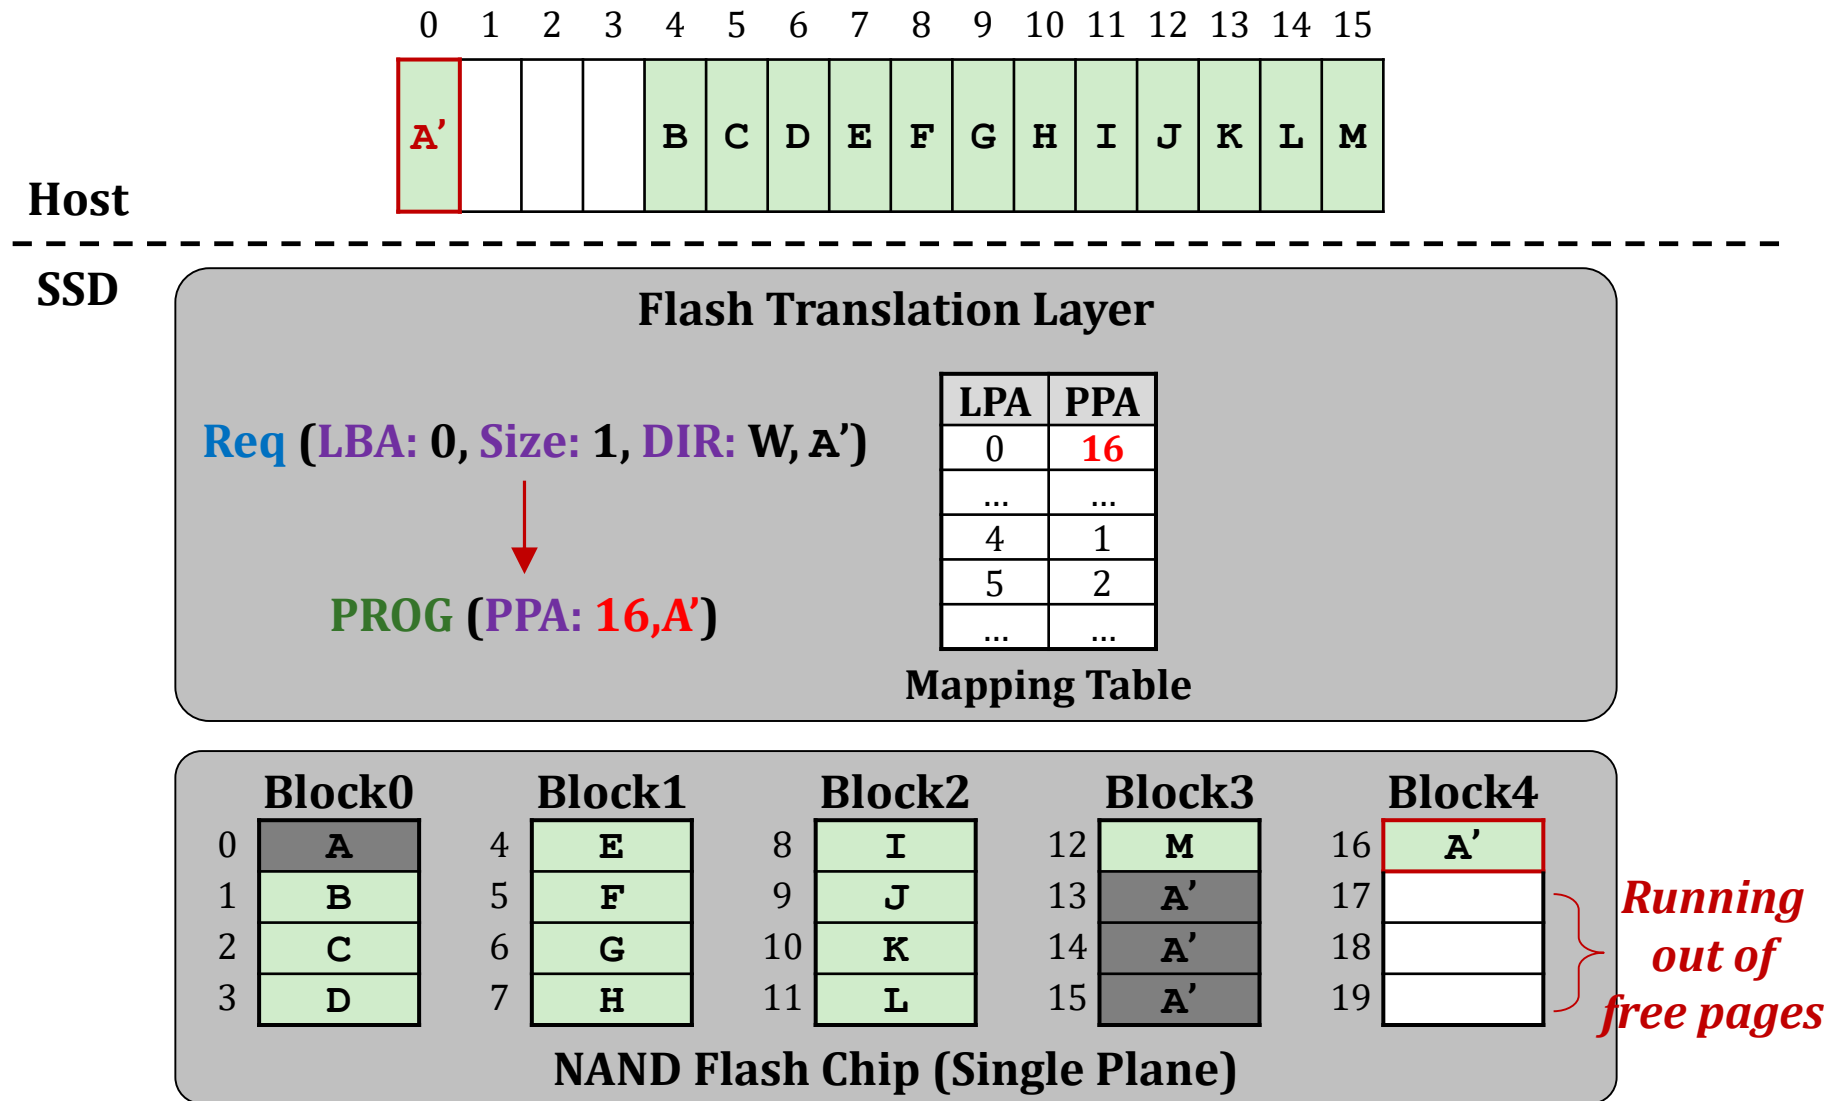 0 1 2 3 4 5 6 7 8 9 10 11 12 13 14 15
A’ B C D E F G H I J K L M
Host
SSD
Flash Translation Layer
Req (LBA: 0, Size: 1, DIR: W, A’)
PROG (PPA: 16,A’)
LPA PPA
0 16
... ...
4 1
5 2
... ...
Mapping Table
Block0 Block1 Block2 Block3 Block4
0 A 4 E 8 I 12 M 16 A’
1 B 5 F 9 J 13 A’ 17
2 C 6 G 10 K 14 A’ 18
3 D 7 H 11 L 15 A’ 19
Running
out of
free pages
NAND Flash Chip (Single Plane)